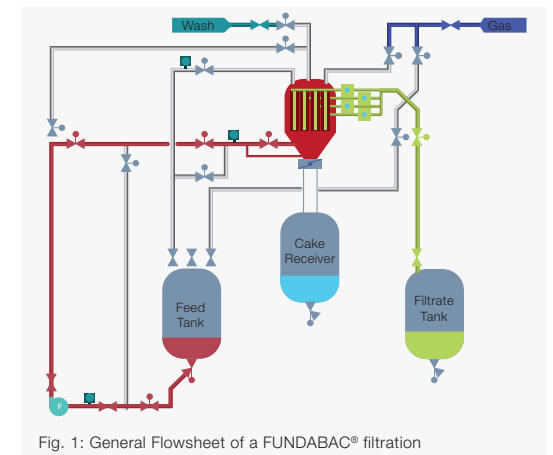 Wash
Gas
Cake
Receiver
Feed
Tank
Filtrate
Tank
P
Fig. 1: General Flowsheet of a FUNDABAC® filtration